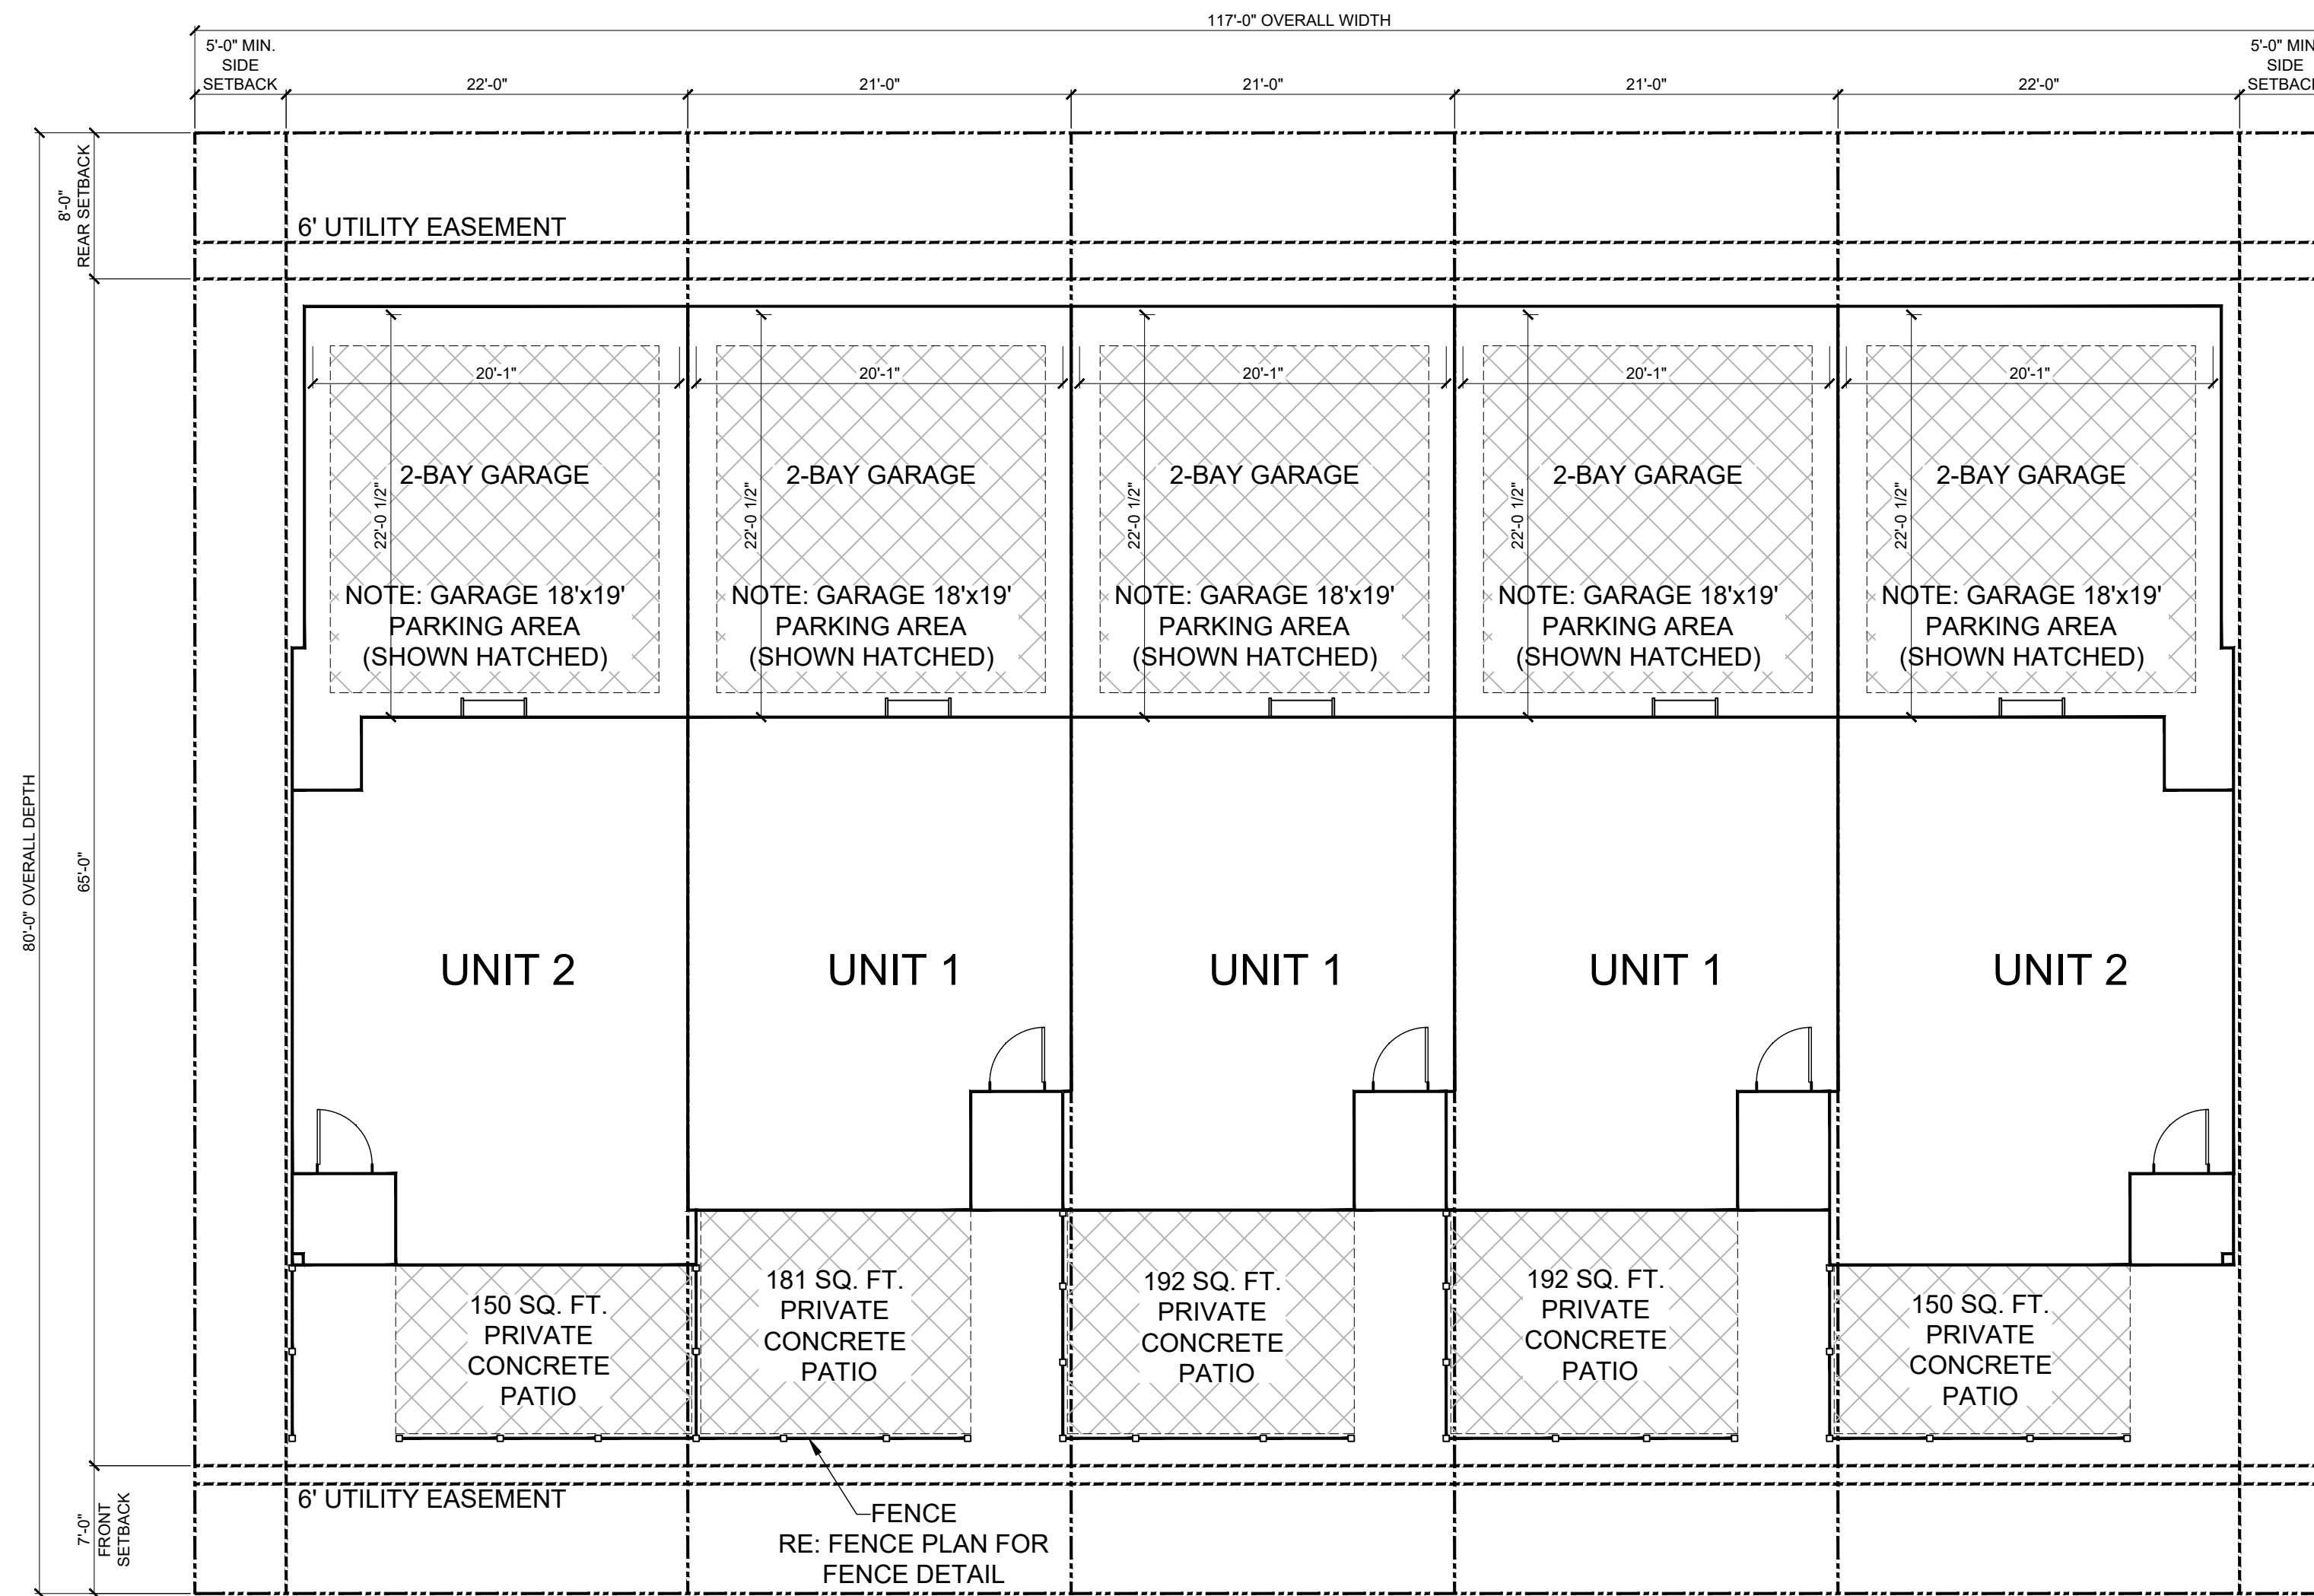 117'-0" OVERALL WIDTH
5'-0" MIN.
SIDE
SETBACK
22'-0"
21'-0"
21'-0"
21'-0"
22'-0"
5'-0" MIN
SIDE
SETBACK
8'-0"
REAR SETBACK
6' UTILITY EASEMENT
20'-1"
20'-1"
20'-1"
20'-1"
20'-1"
2-BAY GARAGE
2-BAY GARAGE
2-BAY GARAGE
2-BAY GARAGE
2-BAY GARAGE
22'-0 1/2"
22'-0 1/2"
22'-0 1/2"
22'-0 1/2"
22'-0 1/2"
NOTE: GARAGE 18'x19'
PARKING AREA
(SHOWN HATCHED)
NOTE: GARAGE 18'x19'
PARKING AREA
(SHOWN HATCHED)
NOTE: GARAGE 18'x19'
PARKING AREA
(SHOWN HATCHED)
NOTE: GARAGE 18'x19'
PARKING AREA
(SHOWN HATCHED)
NOTE: GARAGE 18'x19'
PARKING AREA
(SHOWN HATCHED)
80'-0" OVERALL DEPTH
65'-0"
UNIT 2
UNIT 1
UNIT 1
UNIT 1
UNIT 2
150 SQ. FT.
PRIVATE
CONCRETE
PATIO
181 SQ. FT.
PRIVATE
CONCRETE
PATIO
192 SQ. FT.
PRIVATE
CONCRETE
PATIO
192 SQ. FT.
PRIVATE
CONCRETE
PATIO
150 SQ. FT.
PRIVATE
CONCRETE
PATIO
7'-0"
FRONT
SETBACK
6' UTILITY EASEMENT
FENCE
RE: FENCE PLAN FOR
FENCE DETAIL